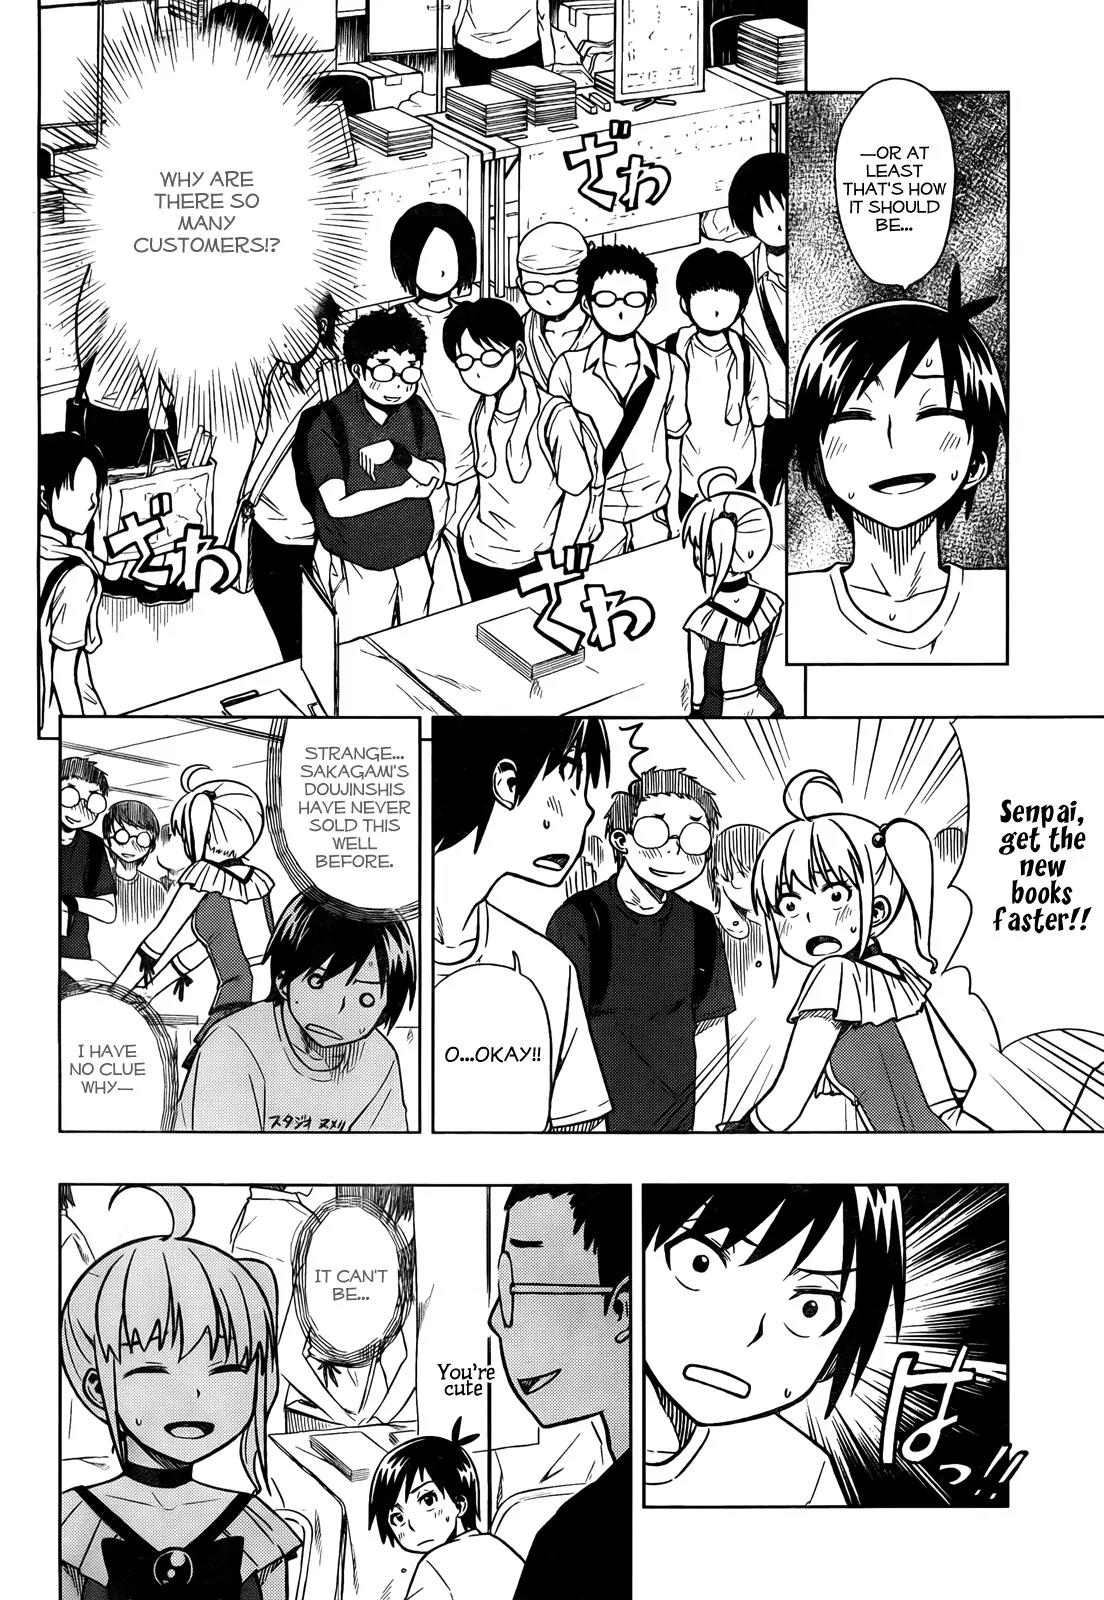 —OR AT
LEAST
THAT'S HOW
IT SHOULD
BE...
WHY ARE
THERE SO
MANY
CUSTOMERS!?
ざわ
ざわ
ざわ
Senpai,
get the
new
books
faster!!
O...OKAY!!
STRANGE...
SAKAGAMI'S
DOUJINSHIS
HAVE NEVER
SOLD THIS
WELL
BEFORE.
I HAVE
NO CLUE
WHY—
スタジオ ヌメリ
はっ!!
You're
cute
IT CAN'T
BE...